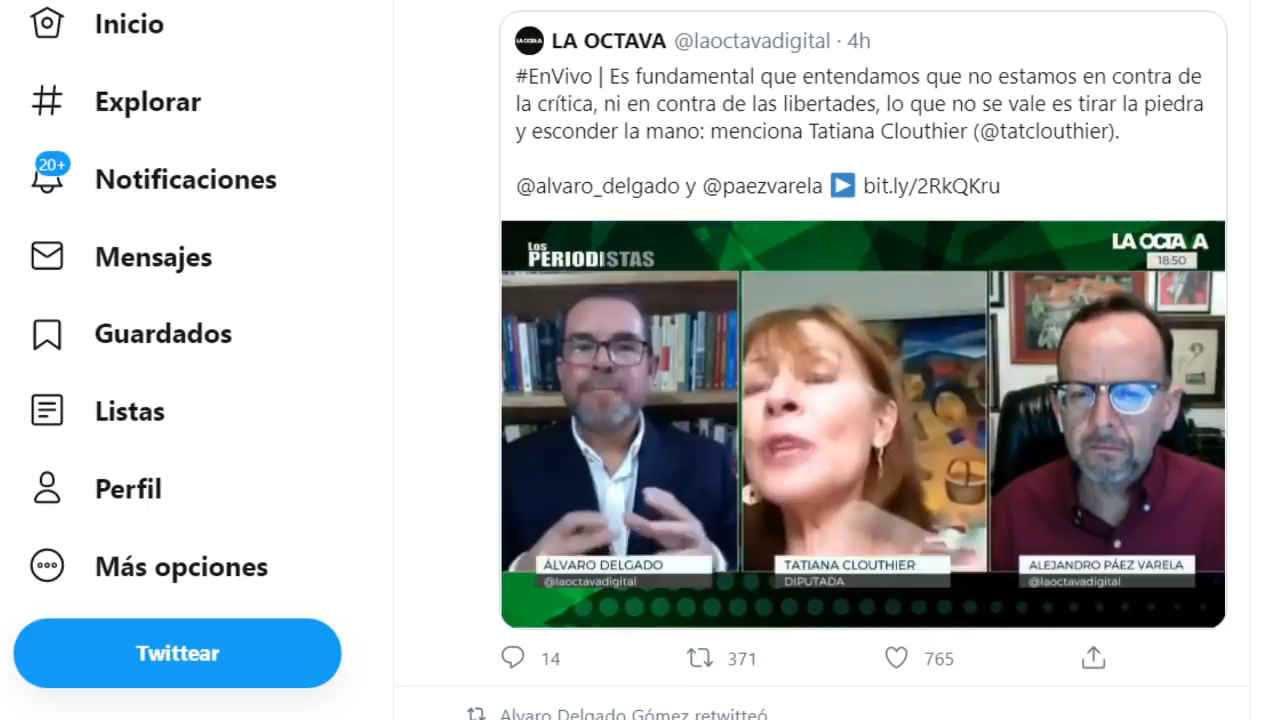 Inicio
Explorar
20+
Notificaciones
Mensajes
Guardados
Listas
Perfil
Más opciones
Twittear
LA OCTAVA @laoctavadigital · 4h
#EnVivo | Es fundamental que entendamos que no estamos en contra de
la crítica, ni en contra de las libertades, lo que no se vale es tirar la piedra
y esconder la mano: menciona Tatiana Clouthier (@tatclouthier).
@alvaro_delgado y @paezvarela ▶ bit.ly/2RkQKru
Los
PERIODISTAS
LA OCTAVA
18:50
ÁLVARO DELGADO
@laoctavadigital
TATIANA CLOUTHIER
DIPUTADA
ALEJANDRO PÁEZ VARELA
@laoctavadigital
14
371
765
Alvaro Delgado Gómez retwitteó